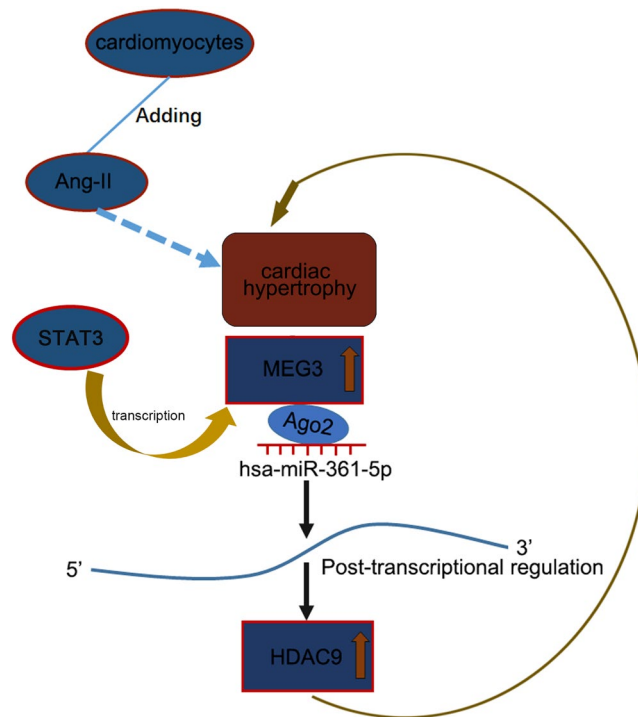 cardiomyocytes
Adding
Ang-II
cardiac
hypertrophy
STAT3
MEG3
transcription
Ago2
hsa-miR-361-5p
3’
5’
Post-transcriptional regulation
HDAC9